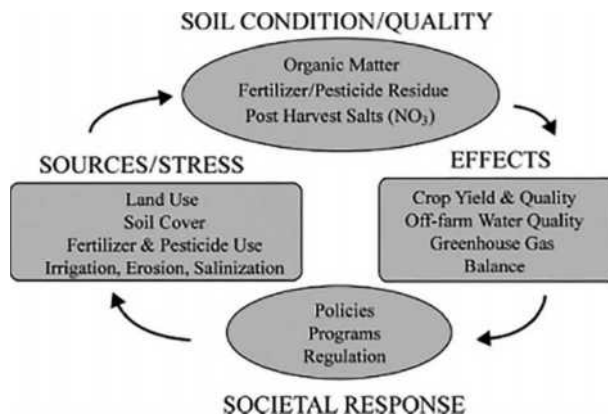 SOIL CONDITION/QUALITY
Organic Matter
Fertilizer/Pesticide Residue
Post Harvest Salts (NO₃)
SOURCES/STRESS
Land Use
Soil Cover
Fertilizer & Pesticide Use
Irrigation, Erosion, Salinization
EFFECTS
Crop Yield & Quality
Off-farm Water Quality
Greenhouse Gas
Balance
Policies
Programs
Regulation
SOCIETAL RESPONSE